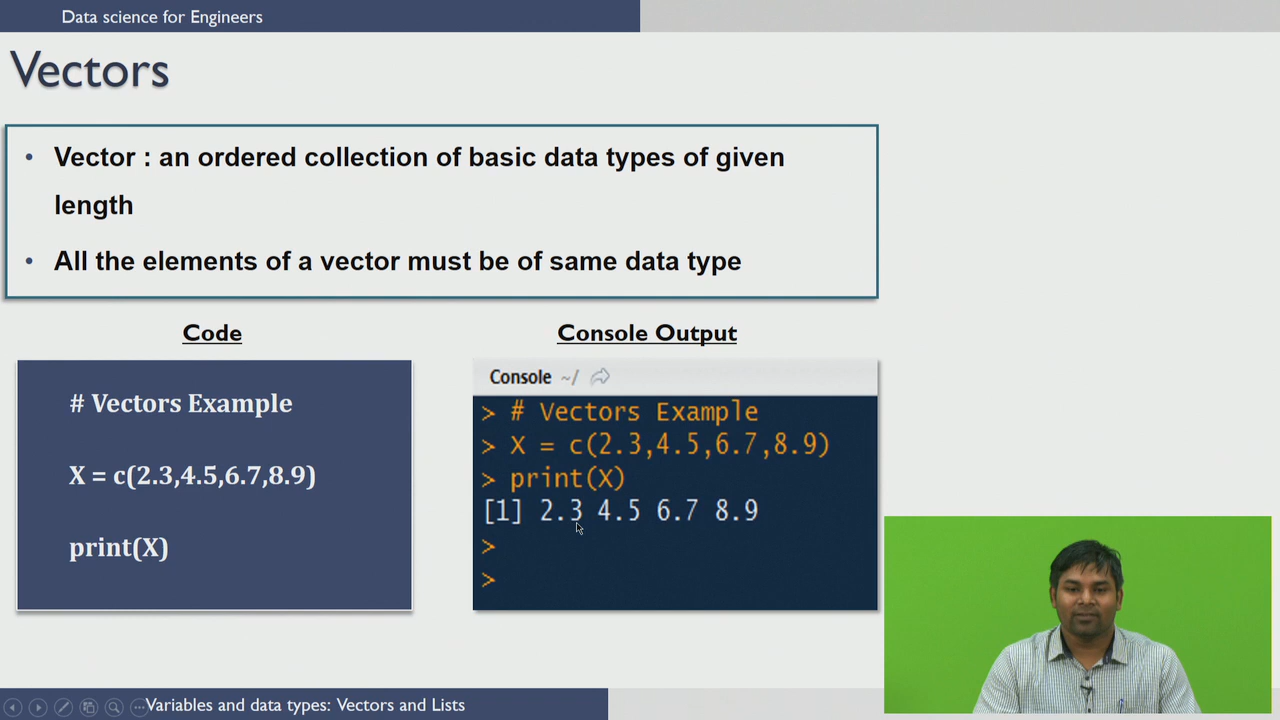 Data science for Engineers
Vectors
• Vector : an ordered collection of basic data types of given
length
• All the elements of a vector must be of same data type
Code
# Vectors Example
X = c(2.3,4.5,6.7,8.9)
print(X)
Console Output
Console ~/
> # Vectors Example
> X = c(2.3,4.5,6.7,8.9)
> print(X)
[1] 2.3 4.5 6.7 8.9
>
>
Variables and data types: Vectors and Lists